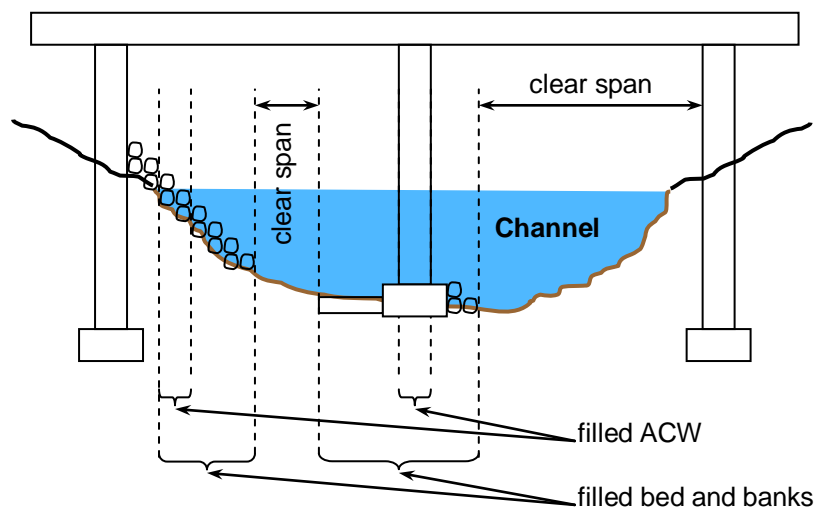 clear span
clear span
Channel
filled ACW
filled bed and banks